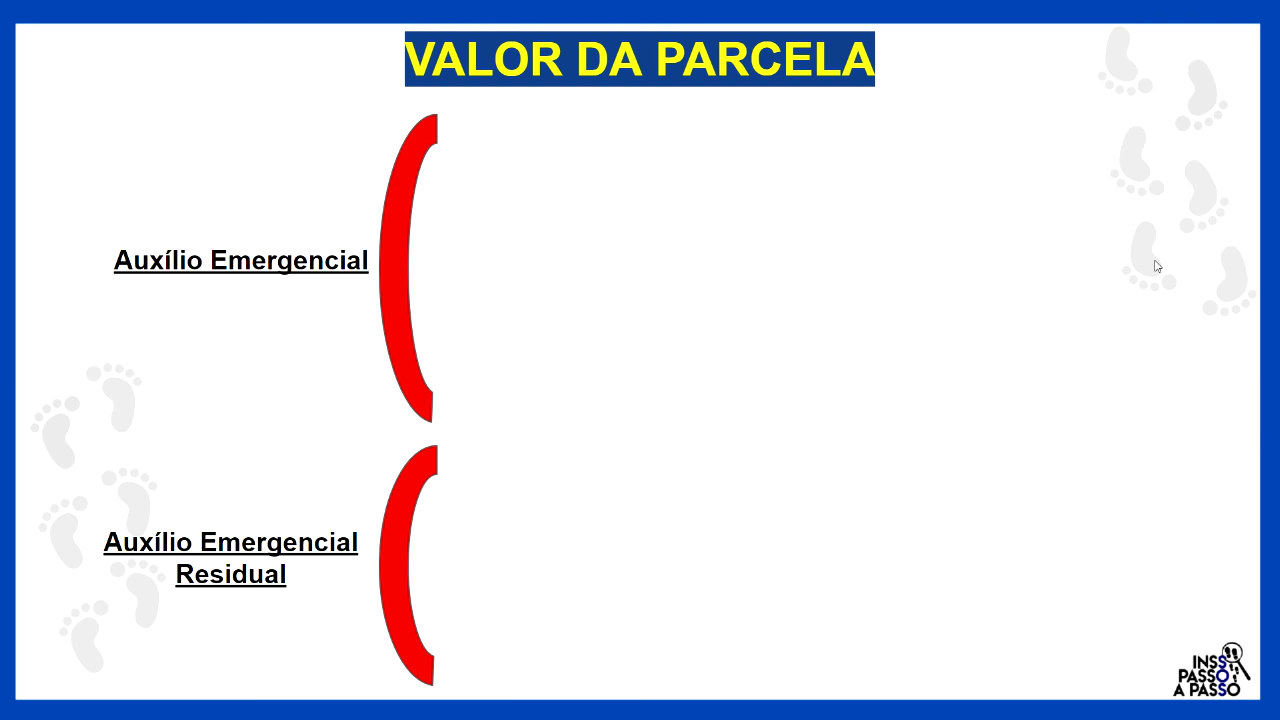 VALOR DA PARCELA
Auxílio Emergencial
Auxílio Emergencial
Residual
INSS
PASSO
A PASSO